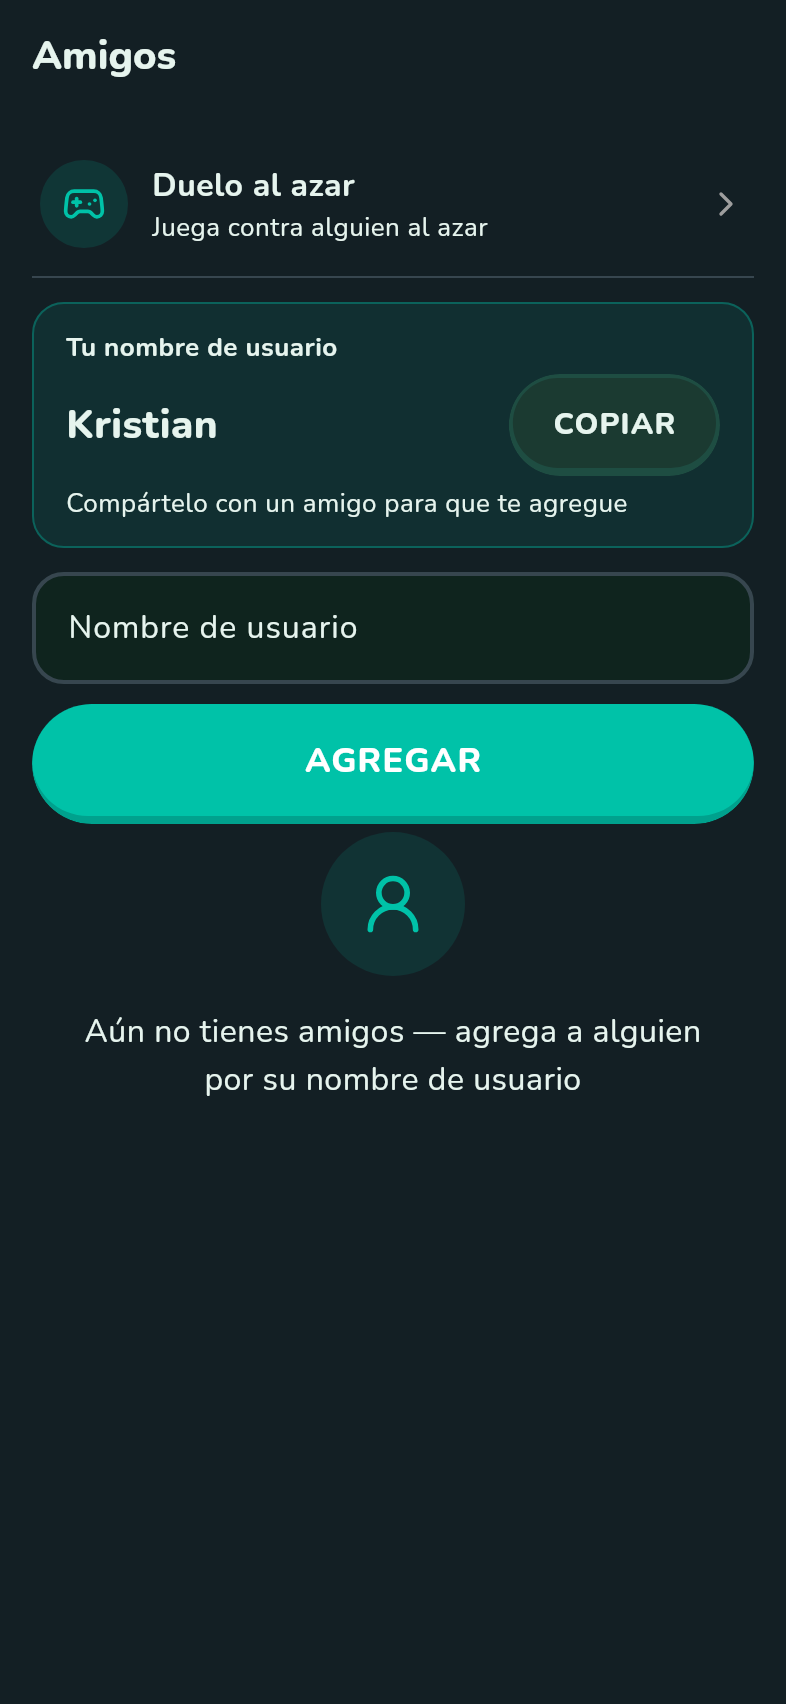 Amigos
Duelo al azar
Juega contra alguien al azar
Tu nombre de usuario
Kristian
COPIAR
Compártelo con un amigo para que te agregue
Nombre de usuario
AGREGAR
Aún no tienes amigos — agrega a alguien
por su nombre de usuario